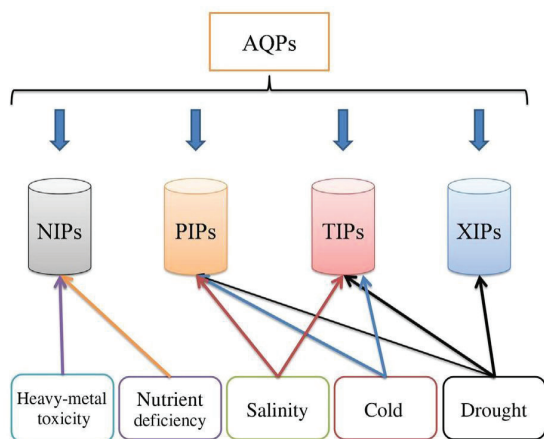 AQPs
NIPs
PIPs
TIPs
XIPs
Heavy-metal
toxicity
Nutrient
deficiency
Salinity
Cold
Drought